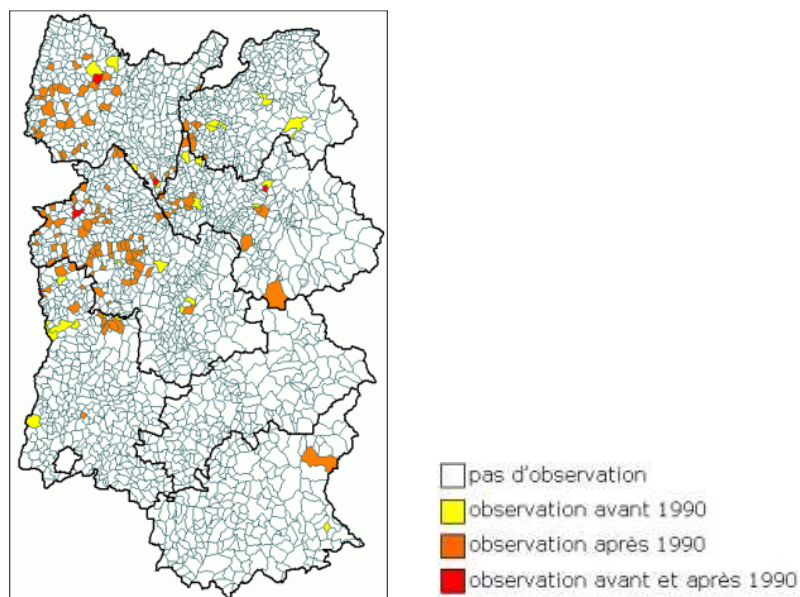 pas d'observation
observation avant 1990
observation après 1990
observation avant et après 1990